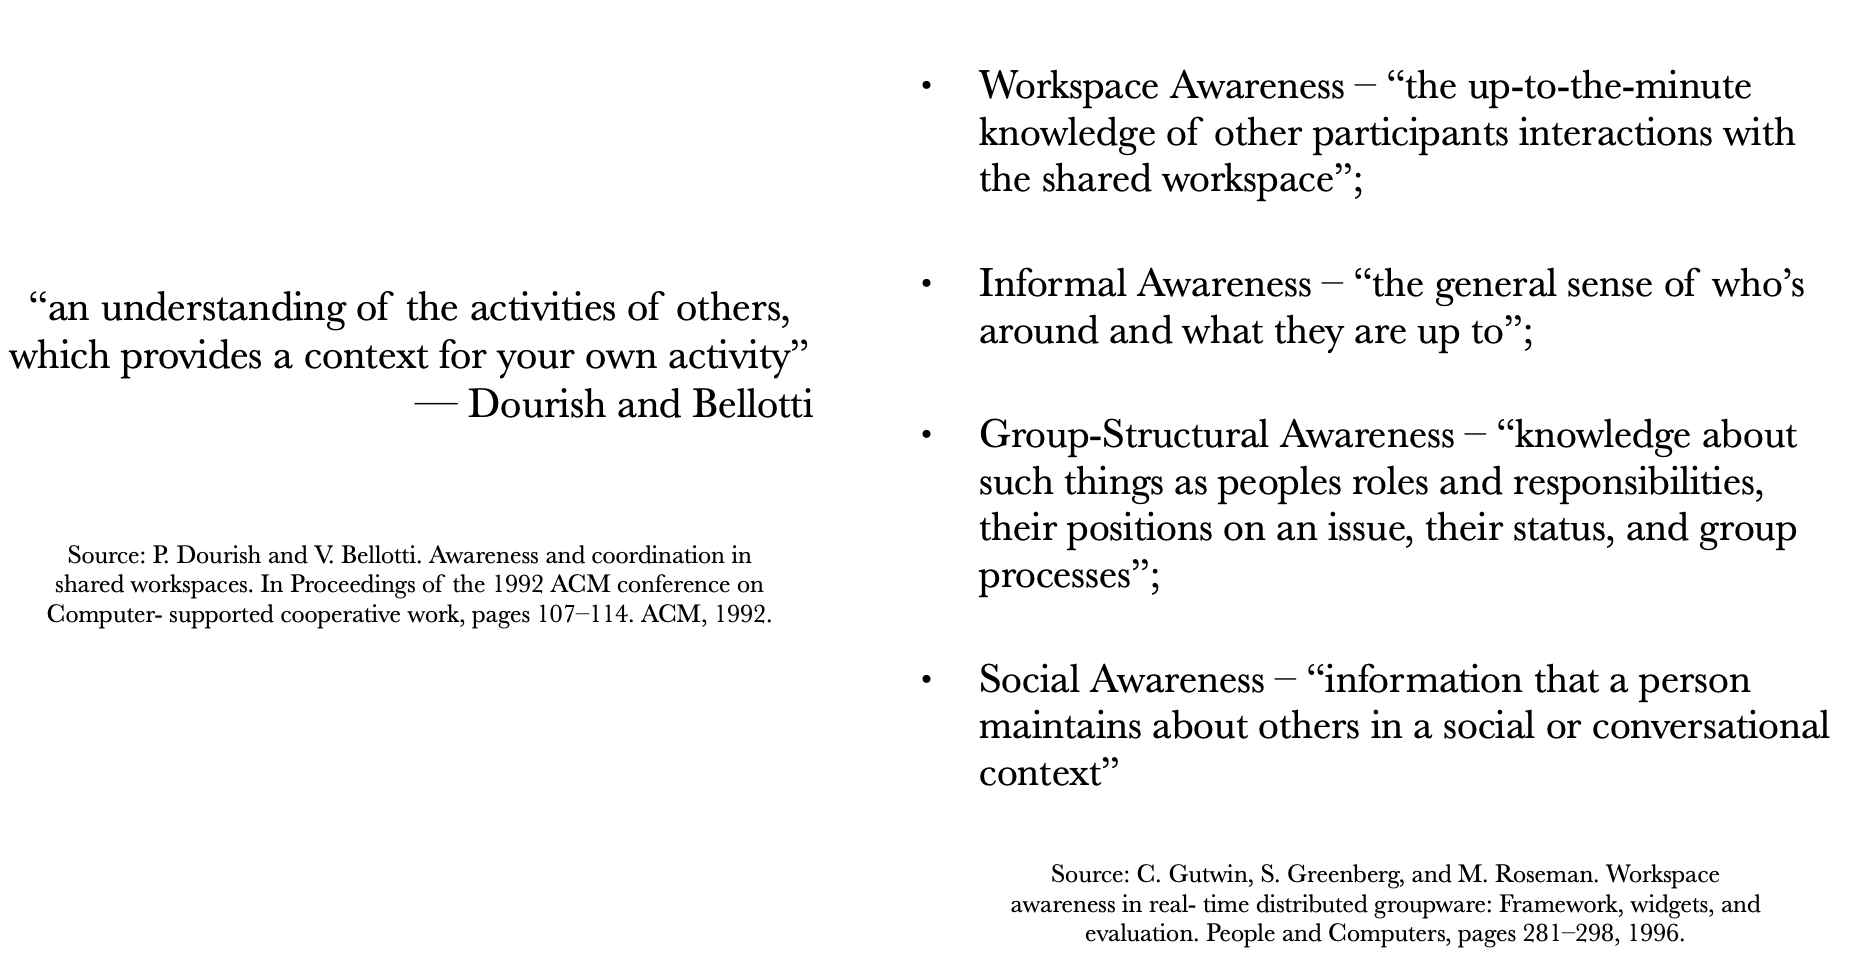 “an understanding of the activities of others,
which provides a context for your own activity”
— Dourish and Bellotti
Source: P. Dourish and V. Bellotti. Awareness and coordination in
shared workspaces. In Proceedings of the 1992 ACM conference on
Computer- supported cooperative work, pages 107–114. ACM, 1992.
• Workspace Awareness – “the up-to-the-minute
knowledge of other participants interactions with
the shared workspace”;
• Informal Awareness – “the general sense of who’s
around and what they are up to”;
• Group-Structural Awareness – “knowledge about
such things as peoples roles and responsibilities,
their positions on an issue, their status, and group
processes”;
• Social Awareness – “information that a person
maintains about others in a social or conversational
context”
Source: C. Gutwin, S. Greenberg, and M. Roseman. Workspace
awareness in real- time distributed groupware: Framework, widgets, and
evaluation. People and Computers, pages 281–298, 1996.